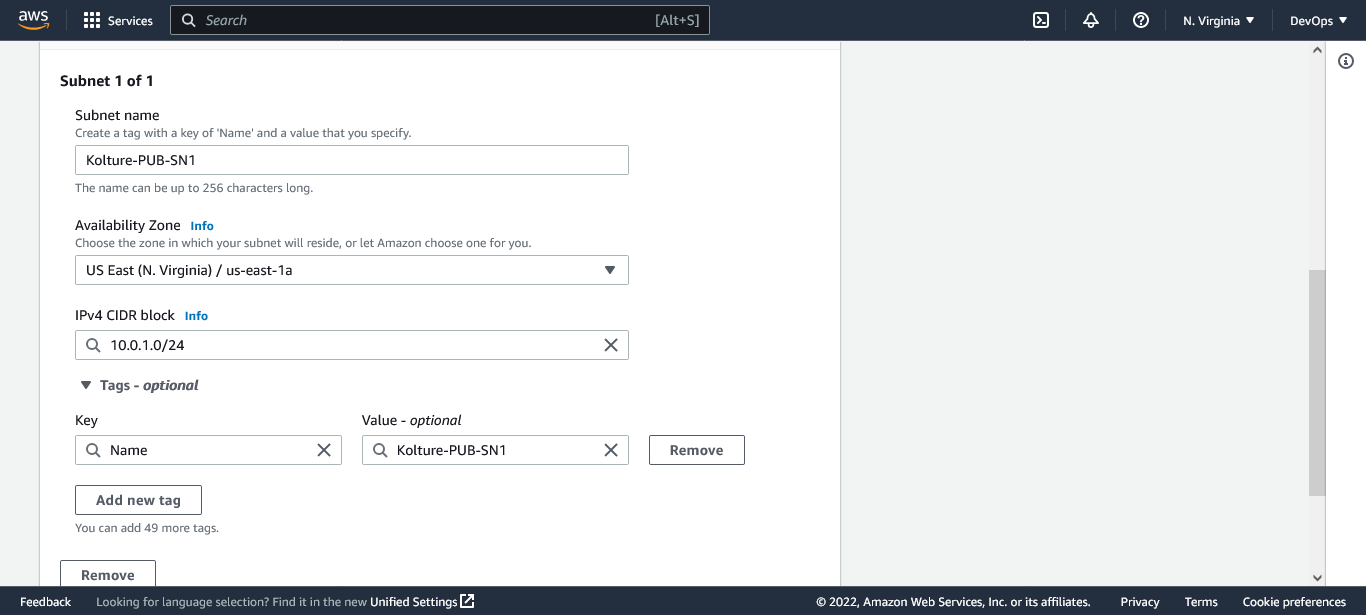 aws
Services
Search
[Alt+S]
N. Virginia
DevOps
Subnet 1 of 1
Subnet name
Create a tag with a key of 'Name' and a value that you specify.
Kolture-PUB-SN1
The name can be up to 256 characters long.
Availability Zone Info
Choose the zone in which your subnet will reside, or let Amazon choose one for you.
US East (N. Virginia) / us-east-1a
IPv4 CIDR block Info
10.0.1.0/24
Tags - optional
Key
Value - optional
Name
Kolture-PUB-SN1
Remove
Add new tag
You can add 49 more tags.
Remove
Feedback
Looking for language selection? Find it in the new Unified Settings
© 2022, Amazon Web Services, Inc. or its affiliates.
Privacy
Terms
Cookie preferences